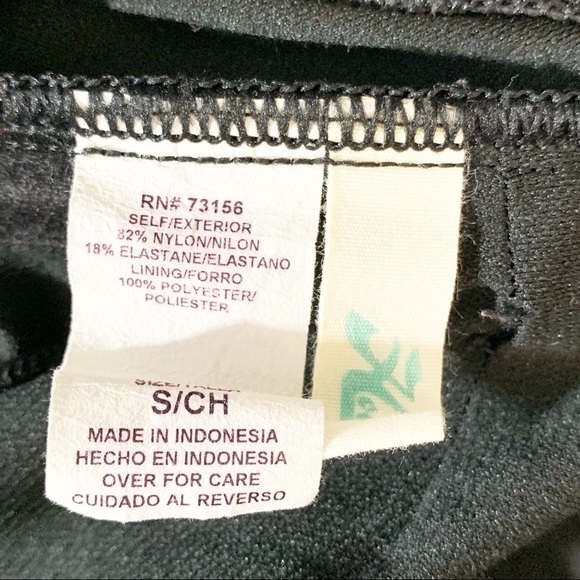 RN# 73156
SELF/EXTERIOR
82% NYLON/NILON
18% ELASTANE/ELASTANO
LINING/FORRO
100% POLYESTER/
POLIESTER
S/CH
MADE IN INDONESIA
HECHO EN INDONESIA
OVER FOR CARE
CUIDADO AL REVERSO